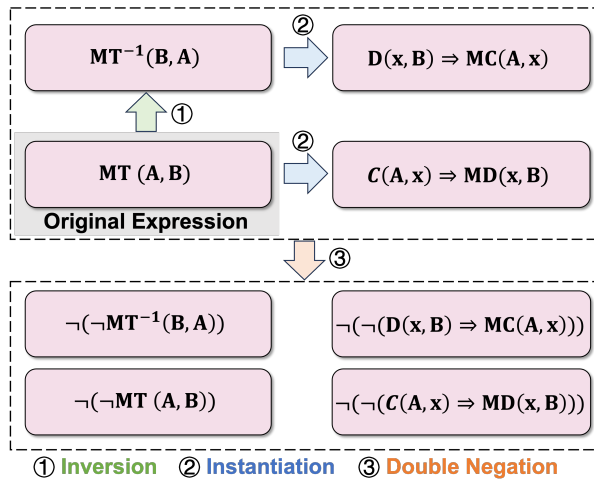 ②
MT⁻¹(B, A)
D(x, B) ⇒ MC(A, x)
①
②
MT (A, B)
C(A, x) ⇒ MD(x, B)
Original Expression
③
¬(¬MT⁻¹(B, A))
¬(¬(D(x, B) ⇒ MC(A, x)))
¬(¬MT (A, B))
¬(¬(C(A, x) ⇒ MD(x, B)))
① Inversion ② Instantiation ③ Double Negation